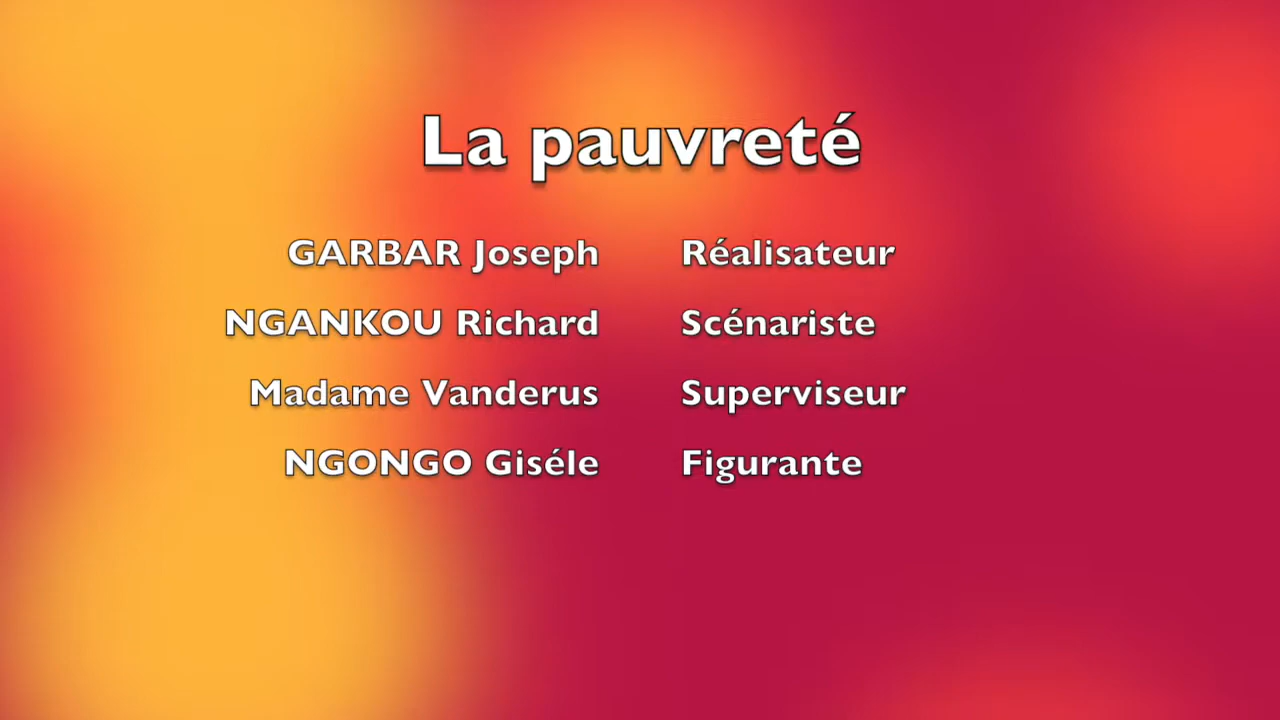 La pauvreté
GARBAR Joseph Réalisateur
NGANKOU Richard Scénariste
Madame Vanderus Superviseur
NGONGO Giséle Figurante